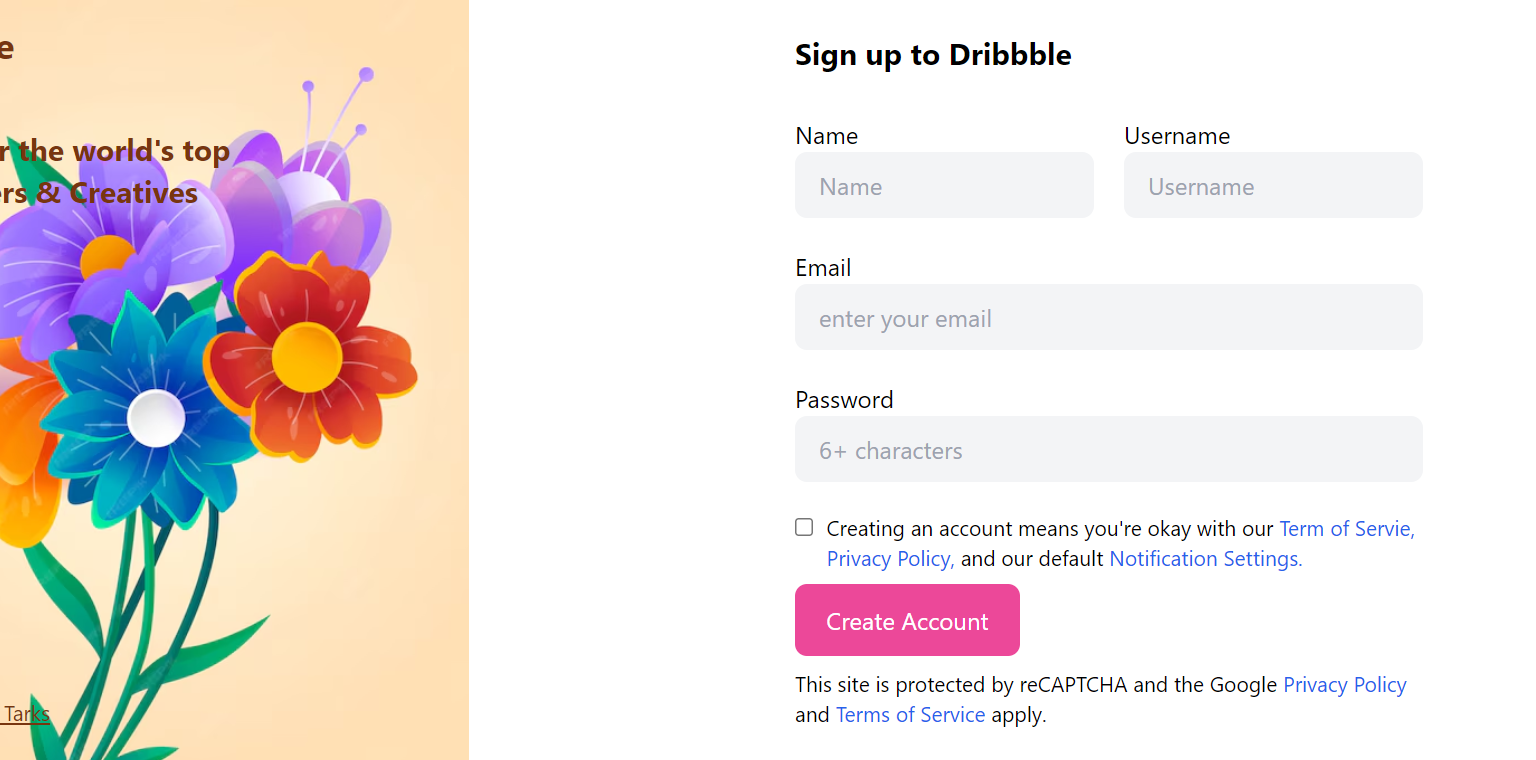 the world's top
& Creatives
Tarks
Sign up to Dribbble
Name
Username
Name
Username
Email
enter your email
Password
6+ characters
Creating an account means you're okay with our Term of Servie,
Privacy Policy, and our default Notification Settings.
Create Account
This site is protected by reCAPTCHA and the Google Privacy Policy
and Terms of Service apply.